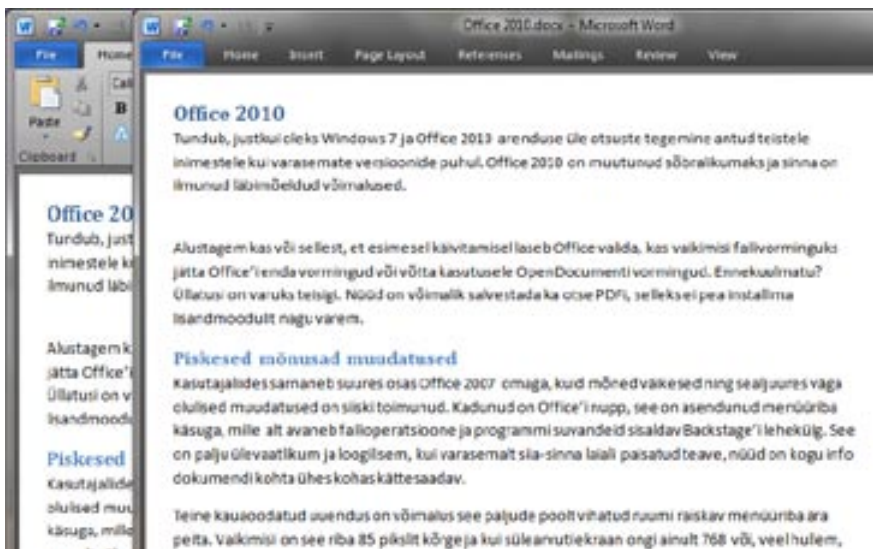 Office 2010.docx - Microsoft Word
File Home
File Home Insert Page Layout References Mailings Review View
Paste
Clipboard
B
Office 20
Tundub, just
inimestele k
ilmunud läbi
Alustagem k
jätta Office'i
Üllatusi on v
lisandmoodu
Piskesed
Kasutajaliide
olulised muu
käsuga, mille
Office 2010
Tundub, justkui oleks Windows 7 ja Office 2010 arenduse üle otsuste tegemine antud teistele
inimestele kui varasemate versioonide puhul. Office 2010 on muutunud sõbralikumaks ja sinna on
ilmunud läbimõeldud võimalused.
Alustagem kas või sellest, et esimesel käivitamisel laseb Office valida, kas vaikimisi failivorminguks
jätta Office'i enda vormingud või võtta kasutusele OpenDocumenti vormingud. Ennekuulmatu?
Üllatusi on varuks teisigi. Nüüd on võimalik salvestada ka otse PDFi, selleks ei pea installima
lisandmoodulit nagu varem.
Piskesed mõnusad muudatused
Kasutajaliides sarnaneb suures osas Office 2007 omaga, kuid mõned väikesed ning sealjuures väga
olulised muudatused on siiski toimunud. Kadunud on Office'i nupp, see on asendunud menüüriba
käsuga, mille alt avaneb failioperatsioone ja programmi suvandeid sisaldav Backstage'i lehekülg. See
on palju ülevaatlikum ja loogilisem, kui varasemalt siia-sinna laiali paisatud teave, nüüd on kogu info
dokumendi kohta ühes kohas kättesaadav.
Teine kauaoodatud uuendus on võimalus see paljude poolt vihatud ruumi raiskav menüüriba ära
peita. Vaikimisi on see riba 85 pikslit kõrge ja kui sülearvutiekraan ongi ainult 768 või, veel hullem,